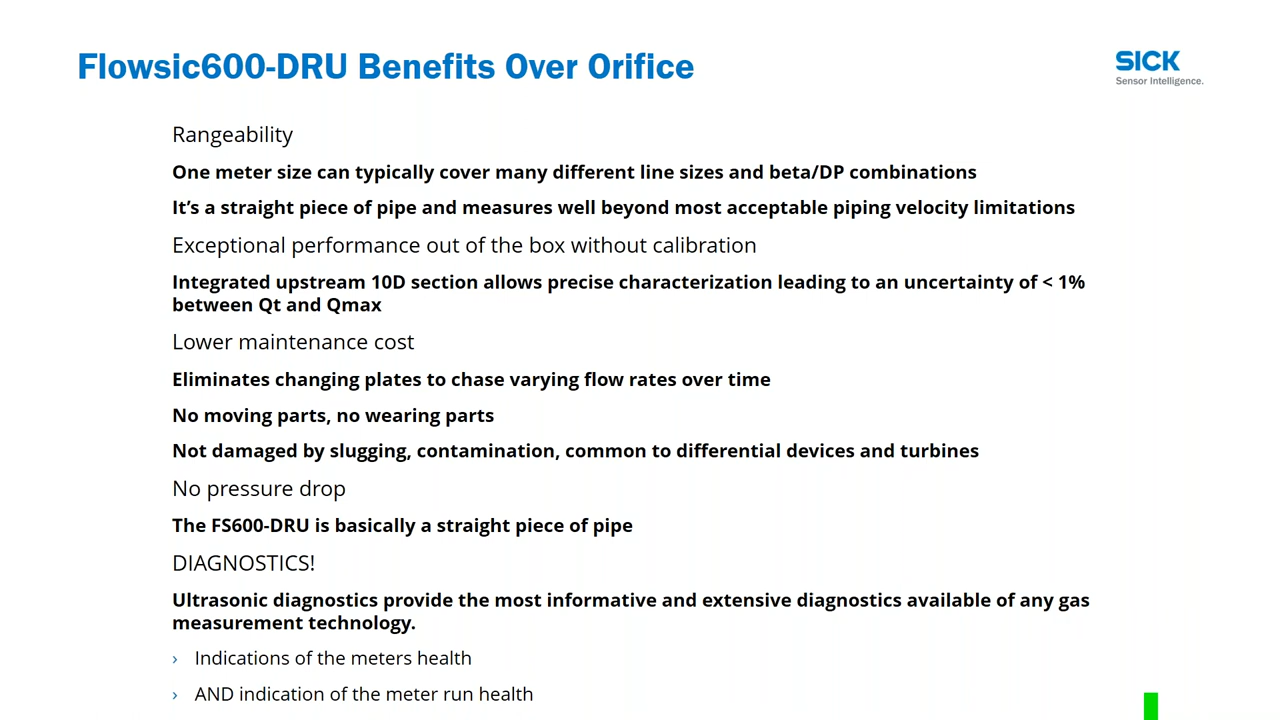 Flowsic600-DRU Benefits Over Orifice
SICK
Sensor Intelligence.
Rangeability
One meter size can typically cover many different line sizes and beta/DP combinations
It’s a straight piece of pipe and measures well beyond most acceptable piping velocity limitations
Exceptional performance out of the box without calibration
Integrated upstream 10D section allows precise characterization leading to an uncertainty of < 1%
between Qt and Qmax
Lower maintenance cost
Eliminates changing plates to chase varying flow rates over time
No moving parts, no wearing parts
Not damaged by slugging, contamination, common to differential devices and turbines
No pressure drop
The FS600-DRU is basically a straight piece of pipe
DIAGNOSTICS!
Ultrasonic diagnostics provide the most informative and extensive diagnostics available of any gas
measurement technology.
› Indications of the meters health
› AND indication of the meter run health